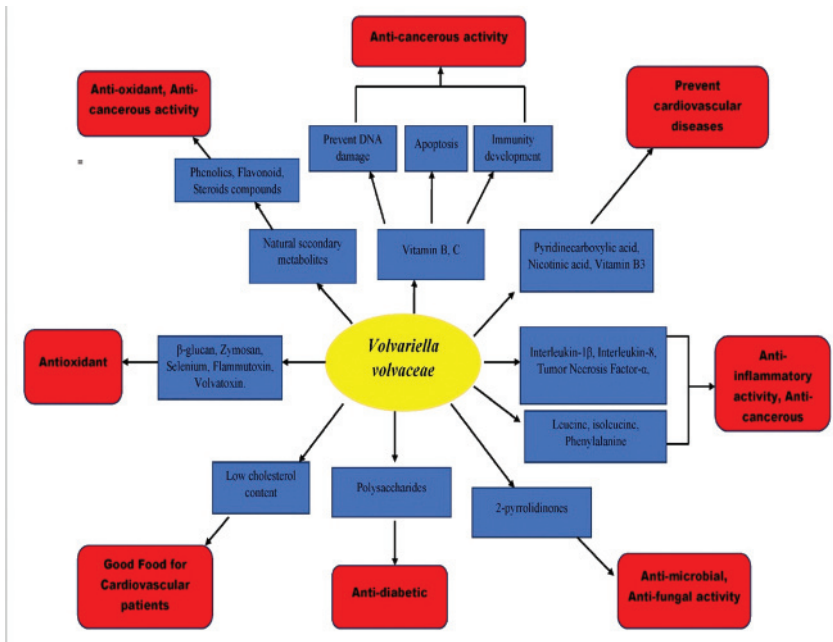 Anti-cancerous activity
Anti-oxidant, Anti-
cancerous activity
Prevent
cardiovascular
diseases
Prevent DNA
damage
Apoptosis
Immunity
development
Phenolics, Flavonoid,
Steroids compounds
Natural secondary
metabolites
Vitamin B, C
Pyridinecarboxylic acid,
Nicotinic acid, Vitamin B3
Volvariella
volvaceae
Antioxidant
β-glucan, Zymosan,
Selenium, Flammutoxin,
Volvatoxin.
Interleukin-1β, Interleukin-8,
Tumor Necrosis Factor-α,
Anti-
inflammatory
activity, Anti-
cancerous
Leucine, isoleucine,
Phenylalanine
Low cholesterol
content
Polysaccharides
2-pyrrolidinones
Good Food for
Cardiovascular
patients
Anti-diabetic
Anti-microbial,
Anti-fungal activity